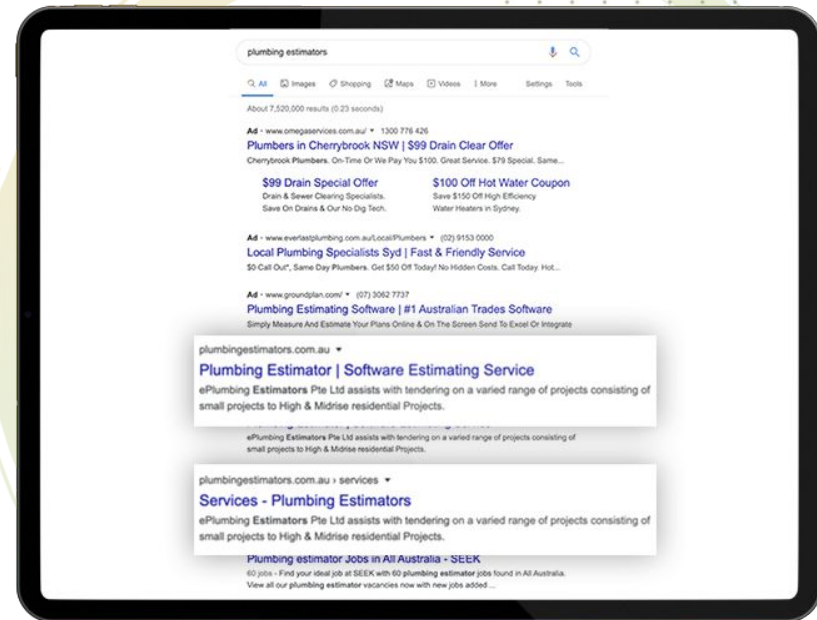 plumbing estimators
All Images Shopping Maps Videos More Settings Tools
About 7,520,000 results (0.23 seconds)
Ad · www.omegaservices.com.au/ 1300 776 426
Plumbers in Cherrybrook NSW | $99 Drain Clear Offer
Cherrybrook Plumbers. On-Time Or We Pay You $100. Great Service. $79 Special. Same...
$99 Drain Special Offer
Drain & Sewer Clearing Specialists.
Save On Drains & Our No Dig Tech.
$100 Off Hot Water Coupon
Save $150 Off High Efficiency
Water Heaters in Sydney.
Ad · www.everlastplumbing.com.au/Local/Plumbers (02) 9153 0000
Local Plumbing Specialists Syd | Fast & Friendly Service
$0 Call Out*, Same Day Plumbers. Get $50 Off Today! No Hidden Costs. Call Today. Hot...
Ad · www.groundplan.com/ (07) 3062 7737
Plumbing Estimating Software | #1 Australian Trades Software
Simply Measure And Estimate Your Plans Online & On The Screen Send To Excel Or Integrate
plumbingestimators.com.au
Plumbing Estimator | Software Estimating Service
ePlumbing Estimators Pte Ltd assists with tendering on a varied range of projects consisting of
small projects to High & Midrise residential Projects.
ePlumbing Estimators Pte Ltd assists with tendering on a varied range of projects consisting of
small projects to High & Midrise residential Projects.
plumbingestimators.com.au › services
Services - Plumbing Estimators
ePlumbing Estimators Pte Ltd assists with tendering on a varied range of projects consisting of
small projects to High & Midrise residential Projects.
Plumbing estimator Jobs in All Australia - SEEK
60 jobs - Find your ideal job at SEEK with 60 plumbing estimator jobs found in All Australia.
View all our plumbing estimator vacancies now with new jobs added ...